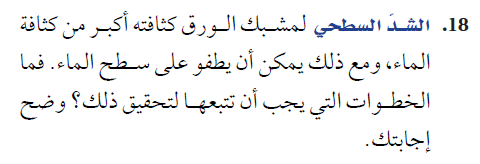 18. الشدَ السطحي لمشبك الورق كثافته أكبر من كثافة
الماء، ومع ذلك يمكن أن يطفو على سطح الماء. فما
الخطوات التي يجب أن تتبعها لتحقيق ذلك؟ وضح
إجابتك.